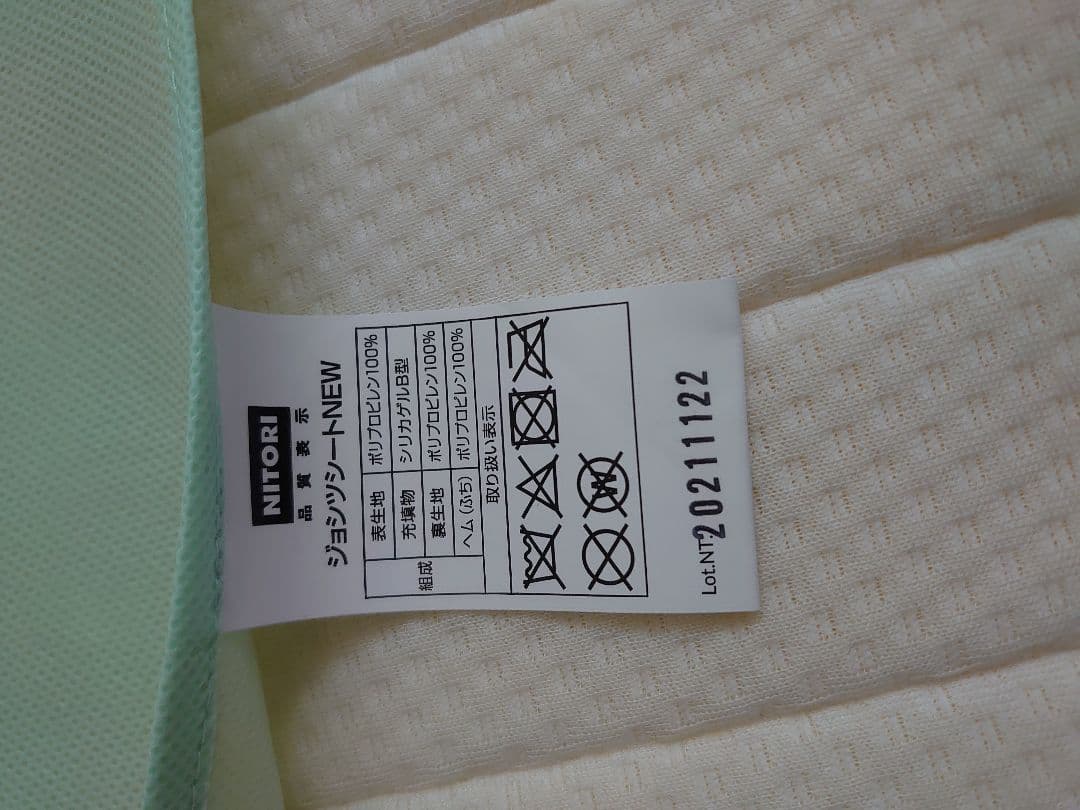 NITORI
品質表示
ジョシツシートNEW
組成
表生地 ポリプロピレン100%
充填物 シリカゲルB型
裏生地 ポリプロピレン100%
ヘム(ふち) ポリプロピレン100%
取り扱い表示
W
Lot.NT:20211122